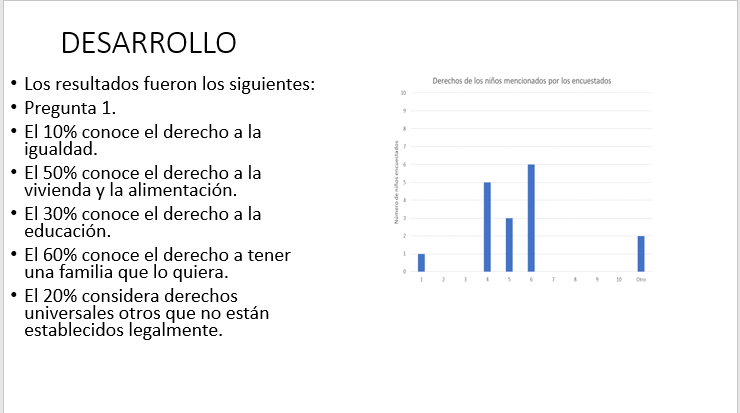 DESARROLLO
• Los resultados fueron los siguientes:
• Pregunta 1.
• El 10% conoce el derecho a la
igualdad.
• El 50% conoce el derecho a la
vivienda y la alimentación.
• El 30% conoce el derecho a la
educación.
• El 60% conoce el derecho a tener
una familia que lo quiera.
• El 20% considera derechos
universales otros que no están
establecidos legalmente.
Derechos de los niños mencionados por los encuestados
Número de niños encuestados
10
9
8
7
6
5
4
3
2
1
0
1 2 3 4 5 6 7 8 9 10 Otro